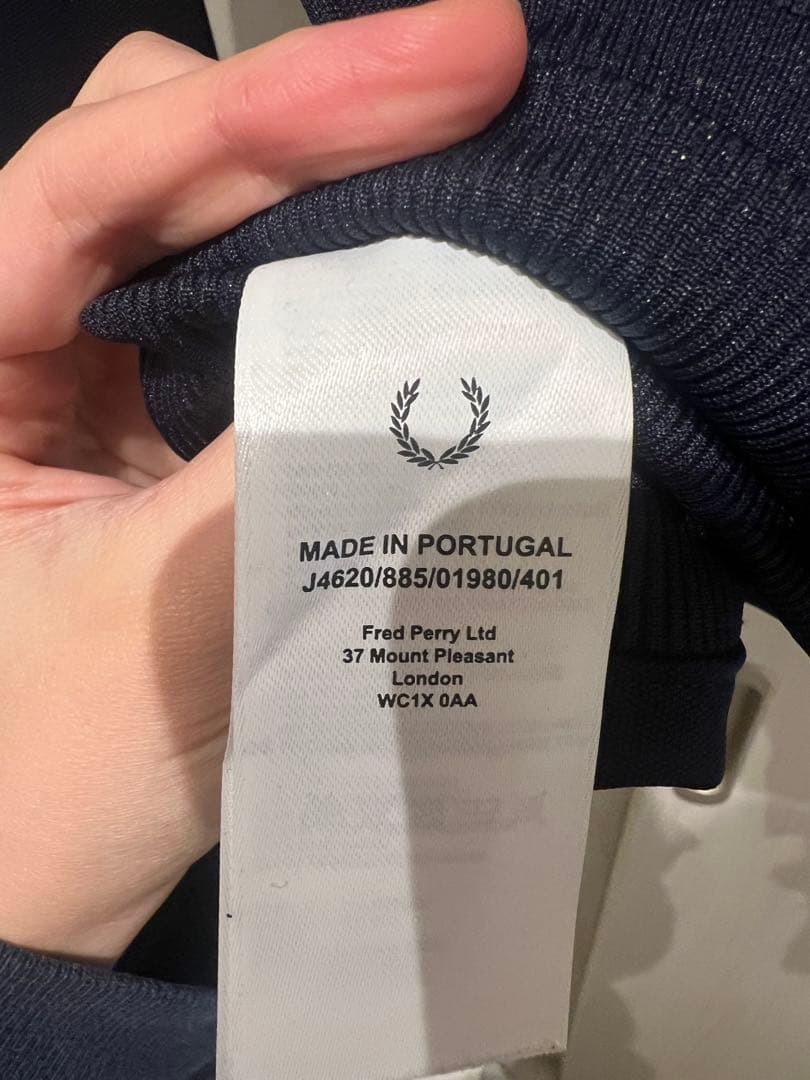 MADE IN PORTUGAL
J4620/885/01980/401
Fred Perry Ltd
37 Mount Pleasant
London
WC1X 0AA